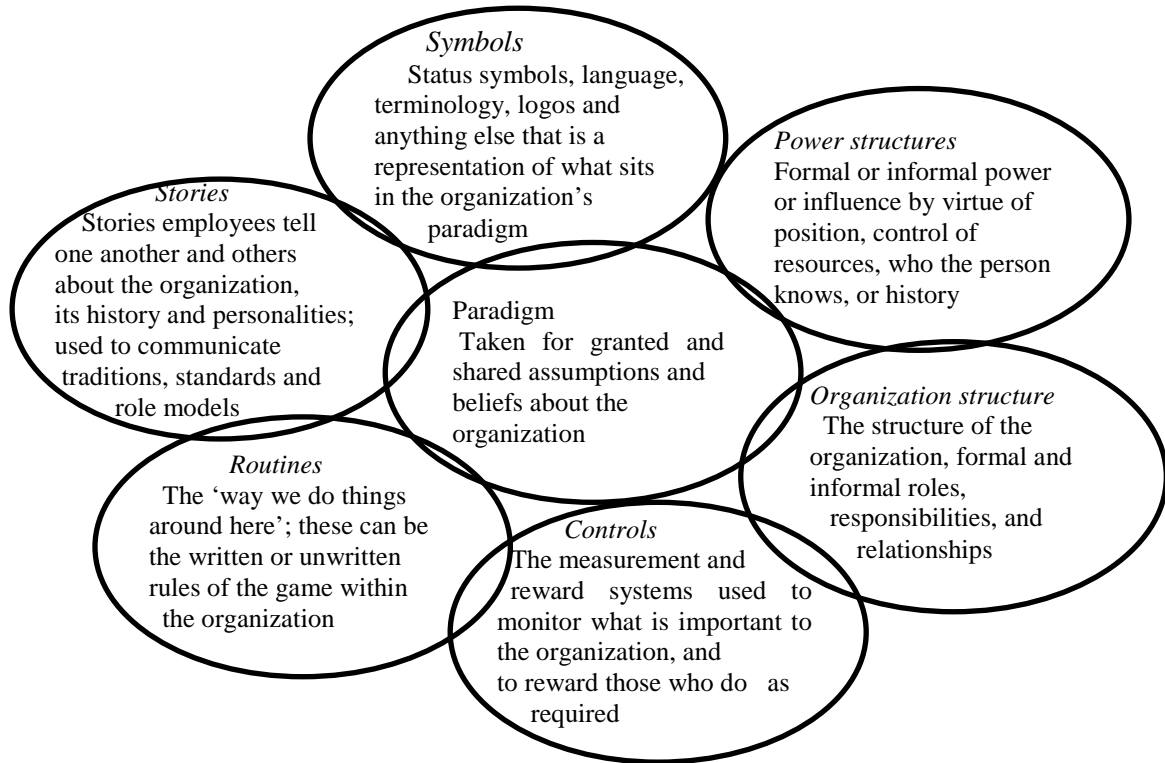 Symbols
Status symbols, language,
terminology, logos and
anything else that is a
representation of what sits
in the organization's
paradigm
Power structures
Formal or informal power
or influence by virtue of
position, control of
resources, who the person
knows, or history
Stories
Stories employees tell
one another and others
about the organization,
its history and personalities;
used to communicate
traditions, standards and
role models
Paradigm
Taken for granted and
shared assumptions and
beliefs about the
organization
Organization structure
The structure of the
organization, formal and
informal roles,
responsibilities, and
relationships
Routines
The ‘way we do things
around here’; these can be
the written or unwritten
rules of the game within
the organization
Controls
The measurement and
reward systems used to
monitor what is important to
the organization, and
to reward those who do as
required